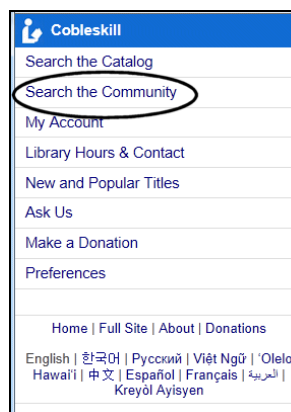 Cobleskill
Search the Catalog
Search the Community
My Account
Library Hours & Contact
New and Popular Titles
Ask Us
Make a Donation
Preferences
Home | Full Site | About | Donations
English | 한국어 | Русский | Việt Ngữ | 'Olelo
Hawai'i | 中文 | Español | Français | العربية |
Kreyòl Ayisyen